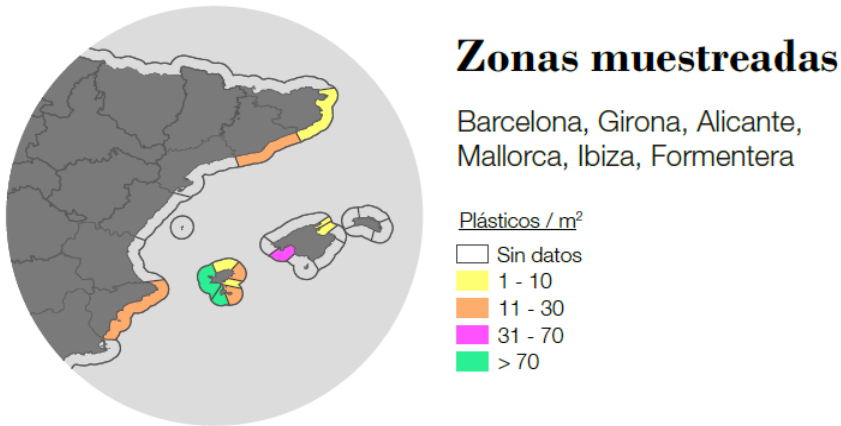 Zonas muestreadas
Barcelona, Girona, Alicante,
Mallorca, Ibiza, Formentera
Plásticos / m²
Sin datos
1 - 10
11 - 30
31 - 70
> 70